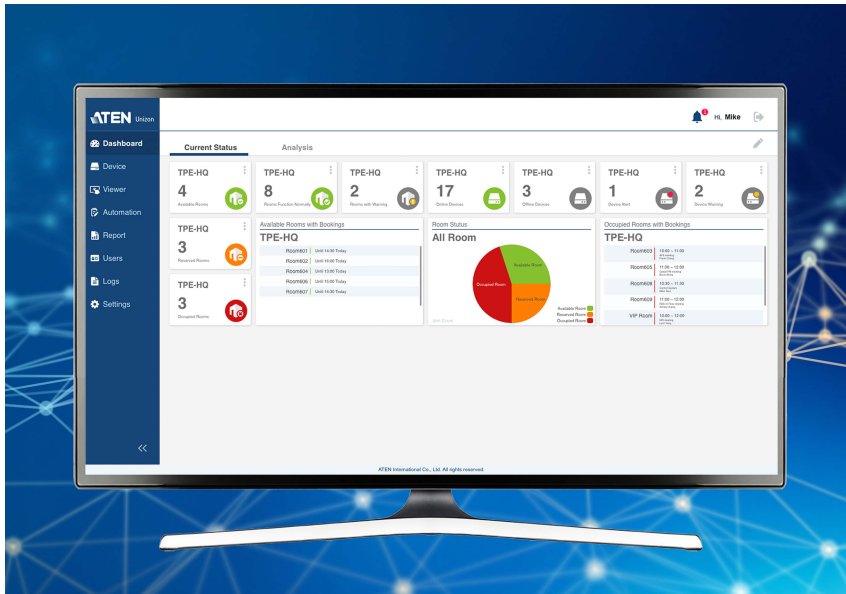 ATEN Unizon
1
Hi, Mike
Dashboard
Device
Viewer
Automation
Report
Users
Logs
Settings
Current Status
Analysis
TPE-HQ
4
Available Rooms
TPE-HQ
8
Rooms Function Normally
TPE-HQ
2
Rooms with Warning
TPE-HQ
17
Online Devices
TPE-HQ
3
Offline Devices
TPE-HQ
1
Device Alert
TPE-HQ
2
Device Warning
TPE-HQ
3
Reserved Rooms
TPE-HQ
3
Occupied Rooms
Available Rooms with Bookings
TPE-HQ
Room601 Until 14:00 Today
Room602 Until 16:00 Today
Room604 Until 13:00 Today
Room606 Until 15:00 Today
Room607 Until 14:00 Today
Room Status
All Room
Available Room
Occupied Room
Reserved Room
Available Room
Reserved Room
Occupied Room
Occupied Rooms with Bookings
TPE-HQ
Room603 10:00 ~ 11:00
Room605 11:30 ~ 12:00
Room608 10:30 ~ 11:30
Room609 11:30 ~ 12:00
VIP Room 10:00 ~ 12:00
ATEN International Co., Ltd. All rights reserved.